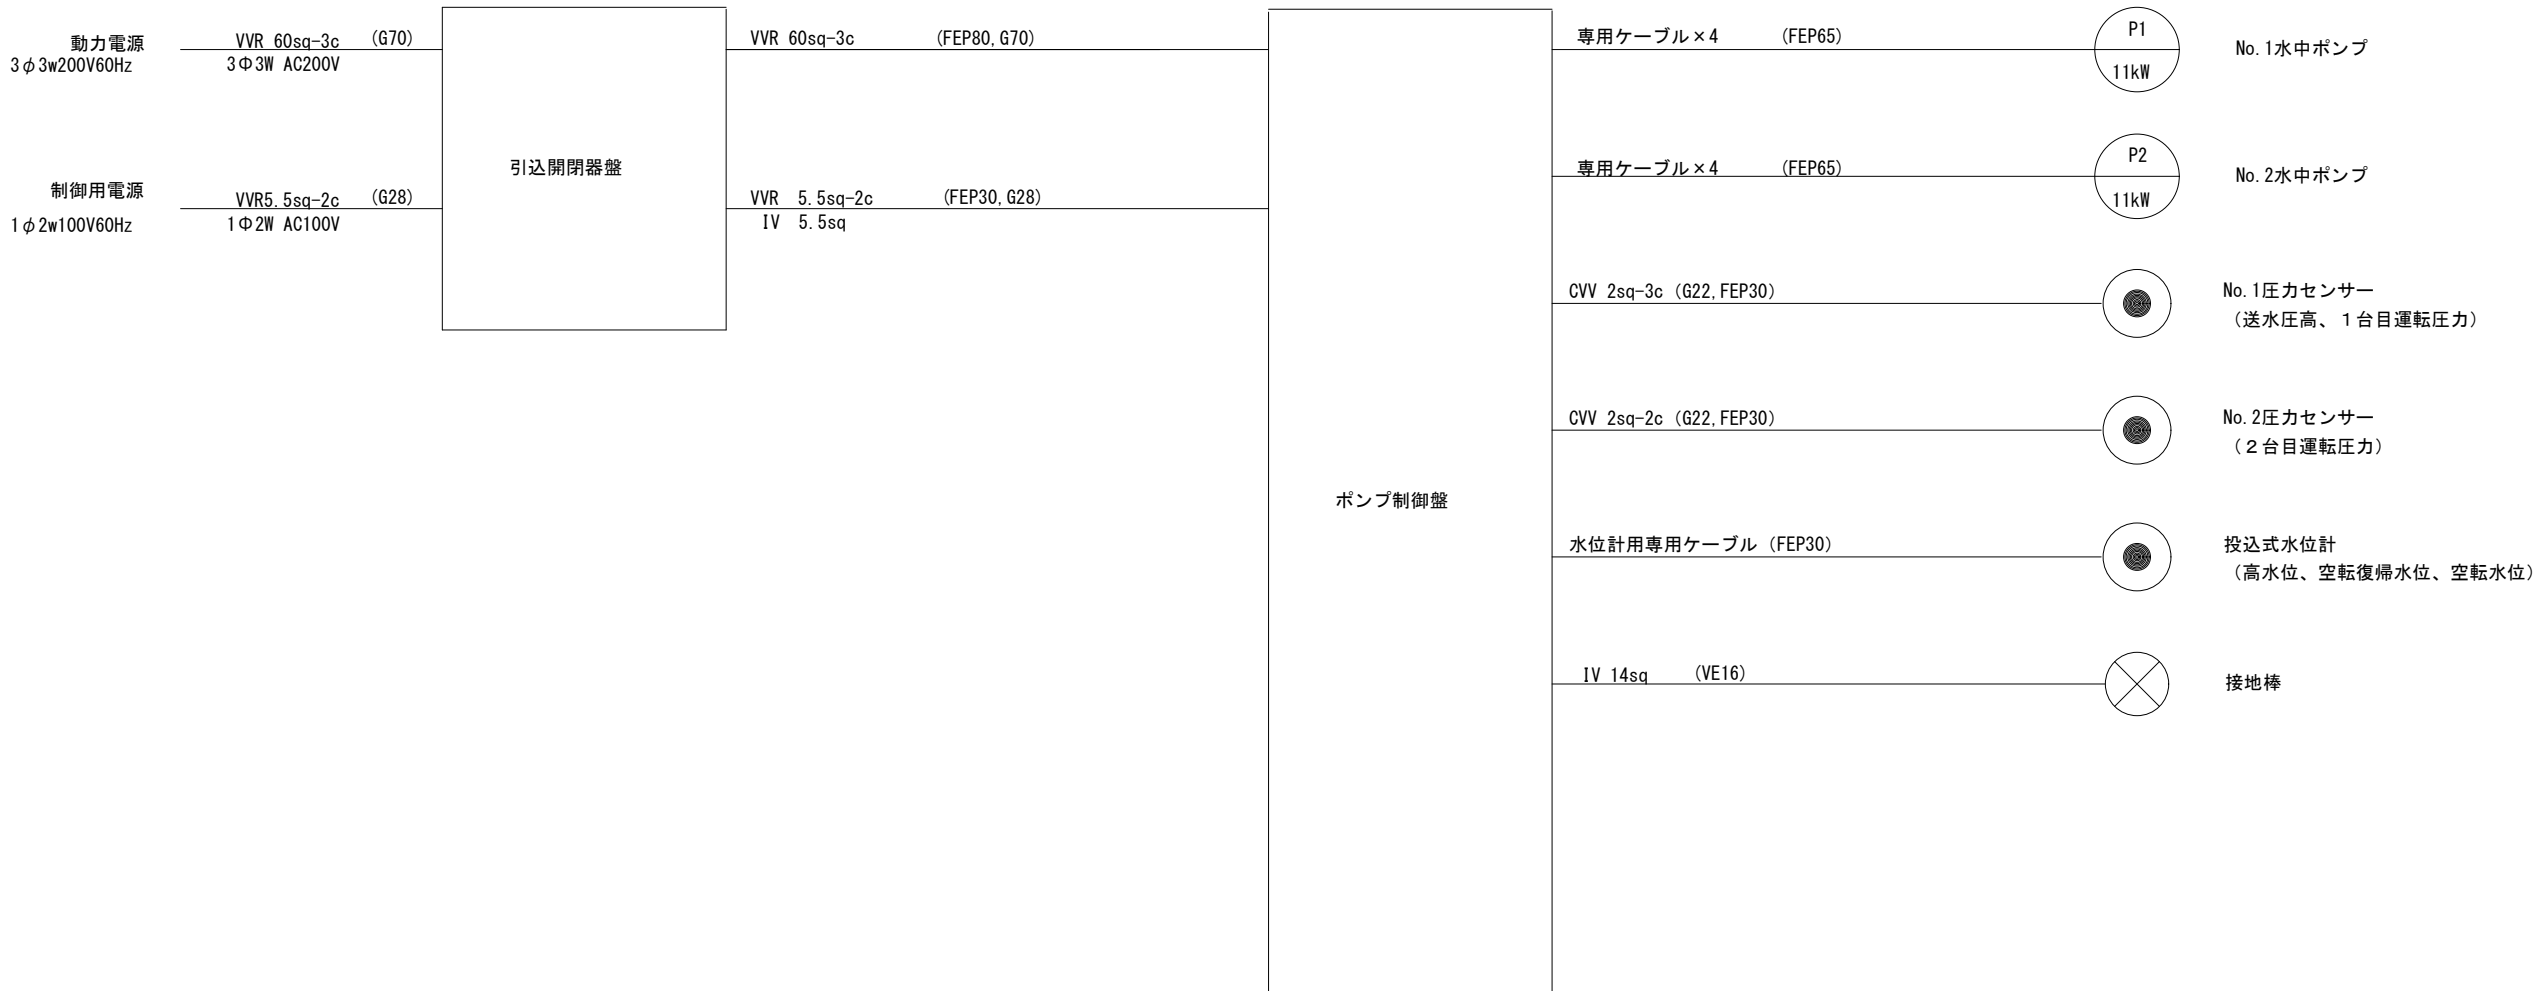 動力電源
3φ3w200V60Hz
VVR 60sq-3c (G70)
3Φ3W AC200V
制御用電源
1φ2w100V60Hz
VVR5.5sq-2c (G28)
1Φ2W AC100V
引込開閉器盤
VVR 60sq-3c (FEP80,G70)
VVR 5.5sq-2c (FEP30,G28)
IV 5.5sq
ポンプ制御盤
専用ケーブル×4 (FEP65)
P1
11kW
No.1水中ポンプ
専用ケーブル×4 (FEP65)
P2
11kW
No.2水中ポンプ
CVV 2sq-3c (G22,FEP30)
No.1圧力センサー
（送水圧高、１台目運転圧力）
CVV 2sq-2c (G22,FEP30)
No.2圧力センサー
（２台目運転圧力）
水位計用専用ケーブル (FEP30)
投込式水位計
（高水位、空転復帰水位、空転水位）
IV 14sq (VE16)
接地棒